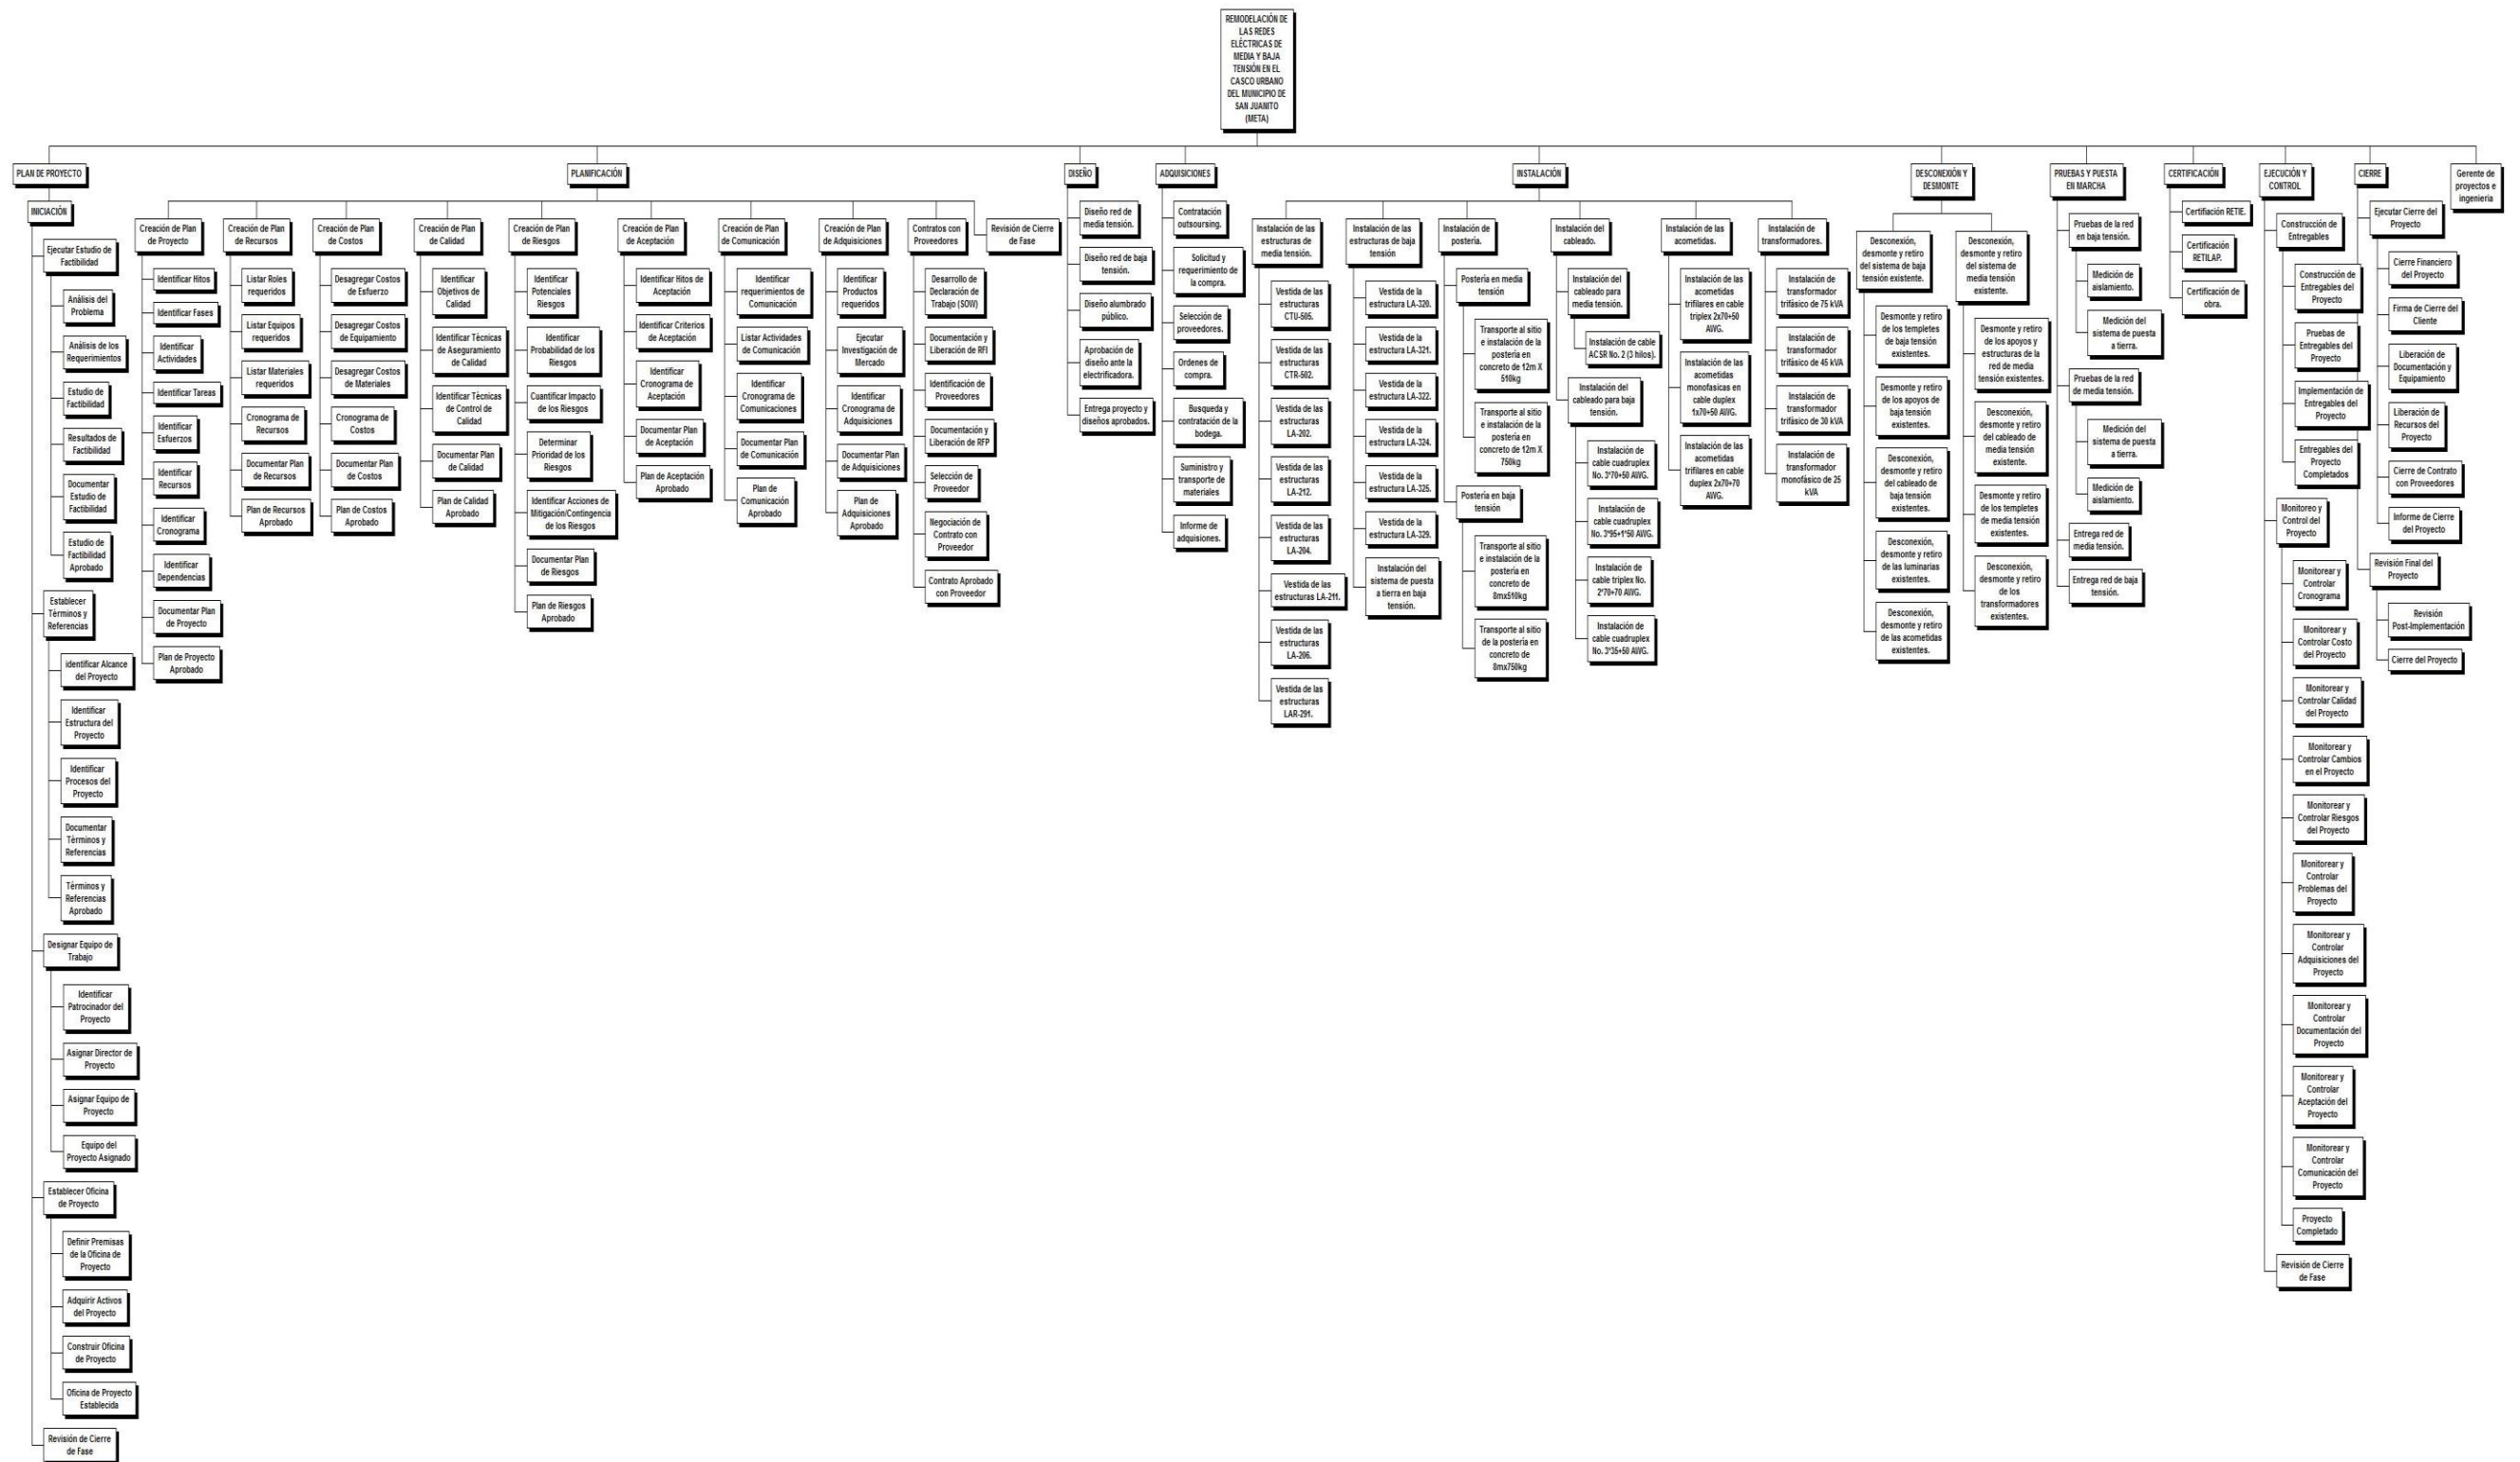 REMODELACIÓN DE
LAS REDES
ELÉCTRICAS DE
MEDIA Y BAJA
TENSIÓN EN EL
CASCO URBANO
DEL MUNICIPIO DE
SAN JUANITO
(META)
PLAN DE PROYECTO
INICIACIÓN
Ejecutar Estudio de
Factibilidad
Análisis del
Problema
Análisis de los
Requerimientos
Estudio de
Factibilidad
Resultados de
Factibilidad
Documentar
Estudio de
Factibilidad
Estudio de
Factibilidad
Aprobado
Establecer
Términos y
Referencias
identificar Alcance
del Proyecto
Identificar
Estructura del
Proyecto
Identificar
Procesos del
Proyecto
Documentar
Términos y
Referencias
Términos y
Referencias
Aprobado
Designar Equipo de
Trabajo
Identificar
Patrocinador del
Proyecto
Asignar Director de
Proyecto
Asignar Equipo de
Proyecto
Equipo del
Proyecto Asignado
Establecer Oficina
de Proyecto
Definir Premisas
de la Oficina de
Proyecto
Adquirir Activos
del Proyecto
Construir Oficina
de Proyecto
Oficina de Proyecto
Establecida
Revisión de Cierre
de Fase
PLANIFICACIÓN
Creación de Plan
de Proyecto
Identificar Hitos
Identificar Fases
Identificar
Actividades
Identificar Tareas
Identificar
Esfuerzos
Identificar
Recursos
Identificar
Cronograma
Identificar
Dependencias
Documentar Plan
de Proyecto
Plan de Proyecto
Aprobado
Creación de Plan
de Recursos
Listar Roles
requeridos
Listar Equipos
requeridos
Listar Materiales
requeridos
Cronograma de
Recursos
Documentar Plan
de Recursos
Plan de Recursos
Aprobado
Creación de Plan
de Costos
Desagregar Costos
de Esfuerzo
Desagregar Costos
de Equipamiento
Desagregar Costos
de Materiales
Cronograma de
Costos
Documentar Plan
de Costos
Plan de Costos
Aprobado
Creación de Plan
de Calidad
Identificar
Objetivos de
Calidad
Identificar Técnicas
de Aseguramiento
de Calidad
Identificar Técnicas
de Control de
Calidad
Documentar Plan
de Calidad
Plan de Calidad
Aprobado
Creación de Plan
de Riesgos
Identificar
Potenciales
Riesgos
Identificar
Probabilidad de los
Riesgos
Cuantificar Impacto
de los Riesgos
Determinar
Prioridad de los
Riesgos
Identificar Acciones de
Mitigación/Contingencia
de los Riesgos
Documentar Plan
de Riesgos
Plan de Riesgos
Aprobado
Creación de Plan
de Aceptación
Identificar Hitos de
Aceptación
Identificar Criterios
de Aceptación
Identificar
Cronograma de
Aceptación
Documentar Plan
de Aceptación
Plan de Aceptación
Aprobado
Creación de Plan
de Comunicación
Identificar
requerimientos de
Comunicación
Listar Actividades
de Comunicación
Identificar
Cronograma de
Comunicaciones
Documentar Plan
de Comunicación
Plan de
Comunicación
Aprobado
Creación de Plan
de Adquisiciones
Identificar
Productos
requeridos
Ejecutar
Investigación de
Mercado
Identificar
Cronograma de
Adquisiciones
Documentar Plan
de Adquisiciones
Plan de
Adquisiciones
Aprobado
Contratos con
Proveedores
Desarrollo de
Declaración de
Trabajo (SOW)
Documentación y
Liberación de RFI
Identificación de
Proveedores
Documentación y
Liberación de RFP
Selección de
Proveedor
Negociación de
Contrato con
Proveedor
Contrato Aprobado
con Proveedor
Revisión de Cierre
de Fase
DISEÑO
Diseño red de
media tensión.
Diseño red de baja
tensión.
Diseño alumbrado
público.
Aprobación de
diseño ante la
electrificadora.
Entrega proyecto y
diseños aprobados.
ADQUISICIONES
Contratación
outsoursing.
Solicitud y
requerimiento de
la compra.
Selección de
proveedores.
Ordenes de
compra.
Busqueda y
contratación de la
bodega.
Suministro y
transporte de
materiales
Informe de
adquisiones.
INSTALACIÓN
Instalación de las
estructuras de
media tensión.
Vestida de las
estructuras
CTU-505.
Vestida de las
estructuras
CTR-502.
Vestida de las
estructuras
LA-202.
Vestida de las
estructuras
LA-212.
Vestida de las
estructuras
LA-204.
Vestida de las
estructuras LA-211.
Vestida de las
estructuras
LA-206.
Vestida de las
estructuras
LAR-291.
Instalación de las
estructuras de baja
tensión
Vestida de la
estructura LA-320.
Vestida de la
estructura LA-321.
Vestida de la
estructura LA-322.
Vestida de la
estructura LA-324.
Vestida de la
estructura LA-325.
Vestida de la
estructura LA-329.
Instalación del
sistema de puesta
a tierra en baja
tensión.
Instalación de
postería.
Postería en media
tensión
Transporte al sitio
e instalación de la
postería en
concreto de 12m X
510kg
Transporte al sitio
e instalación de la
postería en
concreto de 12m X
750kg
Postería en baja
tensión
Transporte al sitio
e instalación de la
postería en
concreto de
8mx510kg
Transporte al sitio
de la postería en
concreto de
8mx750kg
Instalación del
cableado.
Instalación del
cableado para
media tensión.
Instalación de cable
ACSR No. 2 (3 hilos).
Instalación del
cableado para baja
tensión.
Instalación de
cable cuadruplex
No. 3*70+50 AWG.
Instalación de
cable cuadruplex
No. 3*95+1*50 AWG.
Instalación de
cable triplex No.
2*70+70 AWG.
Instalación de
cable cuadruplex
No. 3*35+50 AWG.
Instalación de las
acometidas.
Instalación de las
acometidas
trifilares en cable
triplex 2x70+50
AWG.
Instalación de las
acometidas
monofasicas en
cable duplex
1x70+50 AWG.
Instalación de las
acometidas
trifilares en cable
duplex 2x70+70
AWG.
Instalación de
transformadores.
Instalación de
transformador
trifásico de 75 kVA
Instalación de
transformador
trifásico de 45 kVA
Instalación de
transformador
trifásico de 30 kVA
Instalación de
transformador
monofásico de 25
kVA
DESCONEXIÓN Y
DESMONTE
Desconexión,
desmonte y retiro
del sistema de baja
tensión existente.
Desmonte y retiro
de los templetes
de baja tensión
existentes.
Desmonte y retiro
de los apoyos de
baja tensión
existentes.
Desconexión,
desmonte y retiro
del cableado de
baja tensión
existentes.
Desconexión,
desmonte y retiro
de las luminarias
existentes.
Desconexión,
desmonte y retiro
de las acometidas
existentes.
Desconexión,
desmonte y retiro
del sistema de
media tensión
existente.
Desmonte y retiro
de los apoyos y
estructuras de la
red de media
tensión existentes.
Desconexión,
desmonte y retiro
del cableado de
media tensión
existente.
Desmonte y retiro
de los templetes
de media tensión
existentes.
Desconexión,
desmonte y retiro
de los
transformadores
existentes.
PRUEBAS Y PUESTA
EN MARCHA
Pruebas de la red
en baja tensión.
Medición de
aislamiento.
Medición del
sistema de puesta
a tierra.
Pruebas de la red
de media tensión.
Medición del
sistema de puesta
a tierra.
Medición de
aislamiento.
Entrega red de
media tensión.
Entrega red de baja
tensión.
CERTIFICACIÓN
Certifiación RETIE.
Certificación
RETILAP.
Certificación de
obra.
EJECUCIÓN Y
CONTROL
Construcción de
Entregables
Construcción de
Entregables del
Proyecto
Pruebas de
Entregables del
Proyecto
Implementación de
Entregables del
Proyecto
Entregables del
Proyecto
Completados
Monitoreo y
Control del
Proyecto
Monitorear y
Controlar
Cronograma
Monitorear y
Controlar Costo
del Proyecto
Monitorear y
Controlar Calidad
del Proyecto
Monitorear y
Controlar Cambios
en el Proyecto
Monitorear y
Controlar Riesgos
del Proyecto
Monitorear y
Controlar
Problemas del
Proyecto
Monitorear y
Controlar
Adquisiciones del
Proyecto
Monitorear y
Controlar
Documentación del
Proyecto
Monitorear y
Controlar
Aceptación del
Proyecto
Monitorear y
Controlar
Comunicación del
Proyecto
Proyecto
Completado
Revisión de Cierre
de Fase
CIERRE
Ejecutar Cierre del
Proyecto
Cierre Financiero
del Proyecto
Firma de Cierre del
Cliente
Liberación de
Documentación y
Equipamiento
Liberación de
Recursos del
Proyecto
Cierre de Contrato
con Proveedores
Informe de Cierre
del Proyecto
Revisión Final del
Proyecto
Revisión
Post-Implementación
Cierre del Proyecto
Gerente de
proyectos e
ingeniería